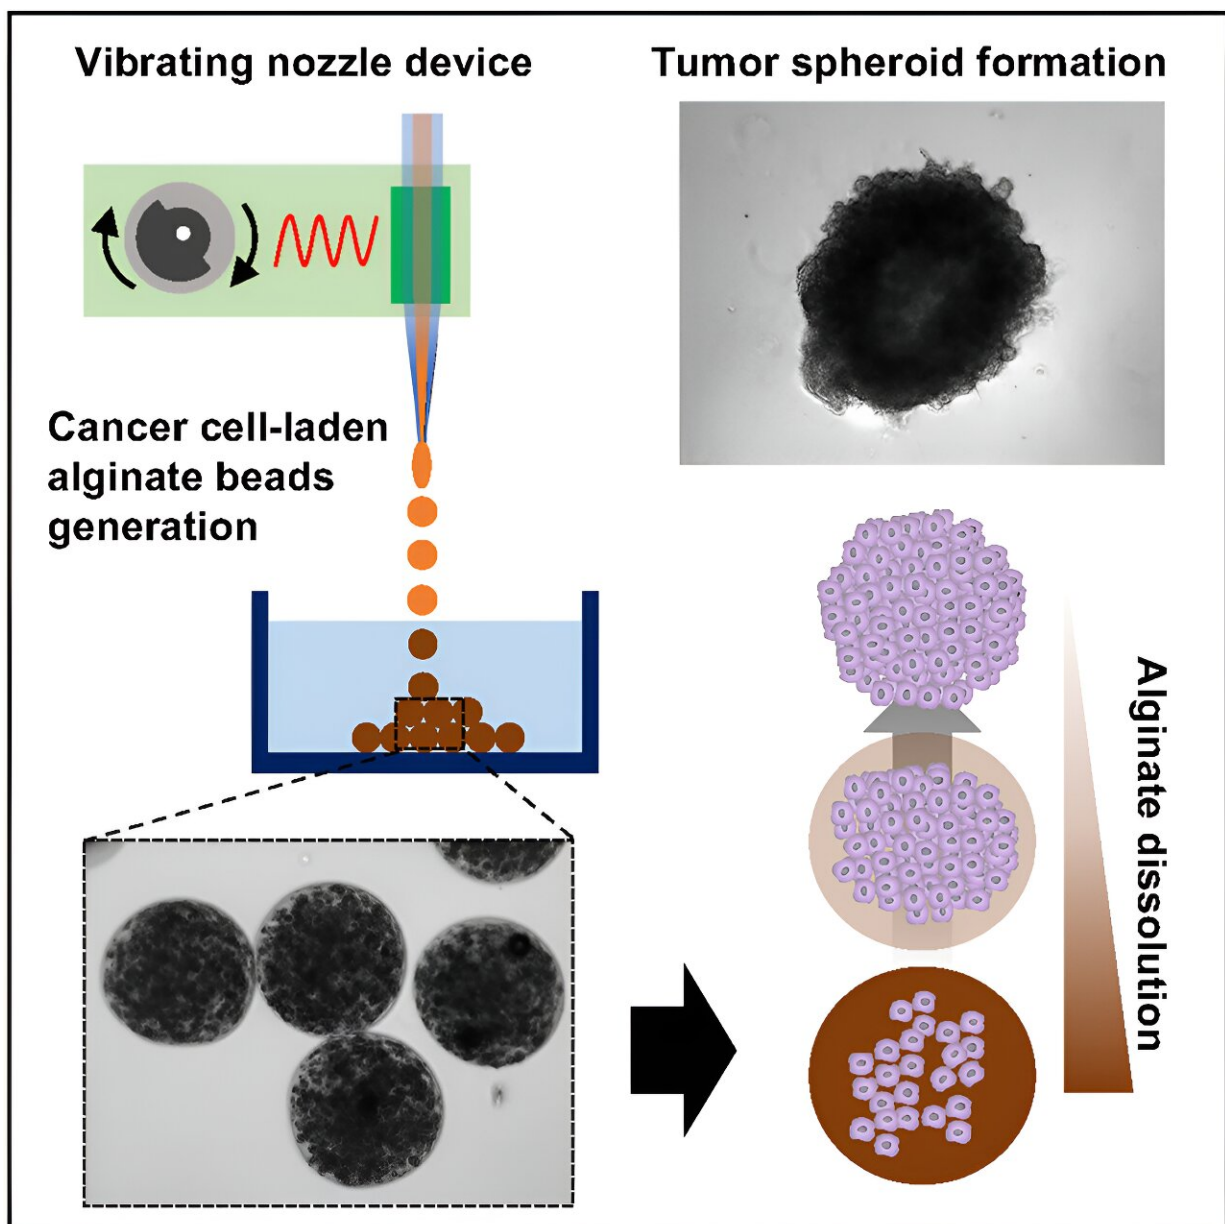 Vibrating nozzle device
Tumor spheroid formation
Cancer cell-laden
alginate beads
generation
Alginate dissolution